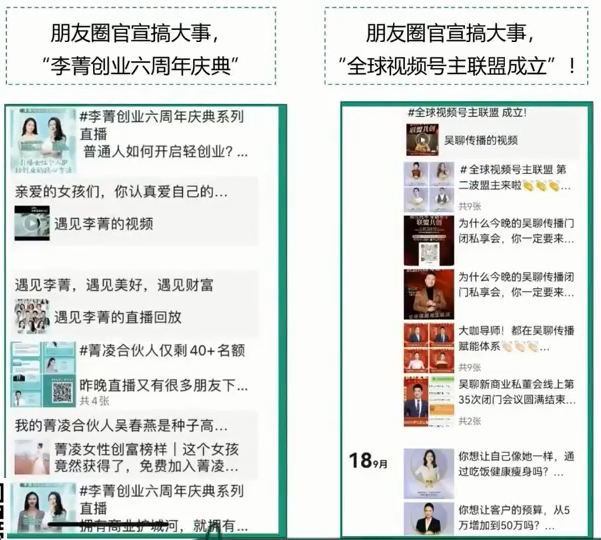 朋友圈官宣搞大事，
“李菁创业六周年庆典”
#李菁创业六周年庆典系列
直播
普通人如何开启轻创业？...
亲爱的女孩们，你认真爱自己的...
遇见李菁的视频
遇见李菁，遇见美好，遇见财富
遇见李菁的直播回放
#菁凌合伙人仅剩40+名额
昨晚直播又有很多朋友下...
共4张
我的菁凌合伙人吴春燕是种子高...
菁凌女性创富榜样｜这个女孩
竟然获得了，免费加入菁凌...
#李菁创业六周年庆典系列
直播
拥有商业护城河，就拥有...
朋友圈官宣搞大事，
“全球视频号主联盟成立”！
#全球视频号主联盟 成立!
联盟共创
吴聊传播的视频
#全球视频号主联盟 第
二波盟主来啦👏👏👏...
共9张
联盟共创
为什么今晚的吴聊传播门
闭私享会，你一定要来...
为什么今晚的吴聊传播闭
门私享会，你一定要来...
大咖导师！都在吴聊传播
赋能体系👏🏻👏🏻👏🏻...
共9张
吴聊新商业私董会线上第
35次闭门会议圆满结束...
共2张
18 9月
你想让自己像她一样，通
过吃饭健康瘦身吗？...
你想让客户的预算，从5
万增加到50万吗？...